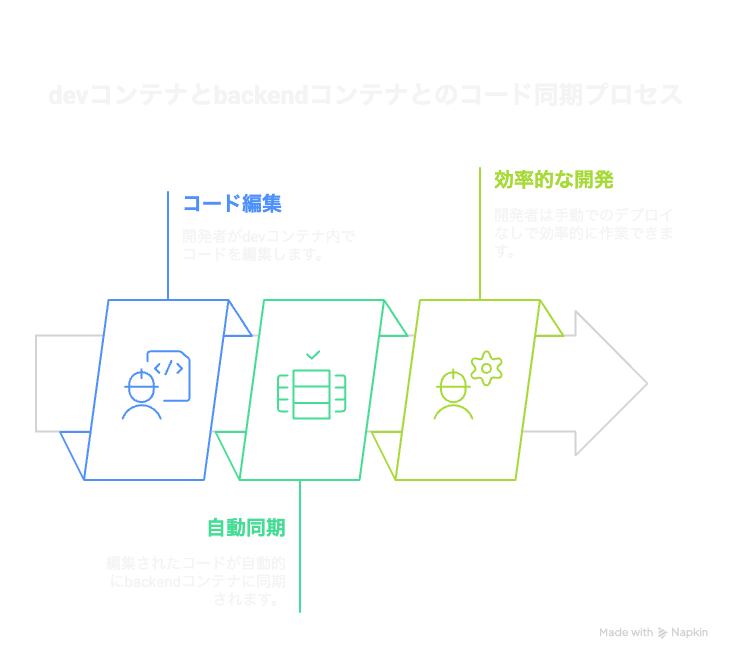 devコンテナとbackendコンテナとのコード同期プロセス
コード編集
開発者がdevコンテナ内で
コードを編集します。
効率的な開発
開発者は手動でのデプロイ
なしで効率的に作業できま
す。
自動同期
編集されたコードが自動的
にbackendコンテナに同期
されます。
Made with Napkin